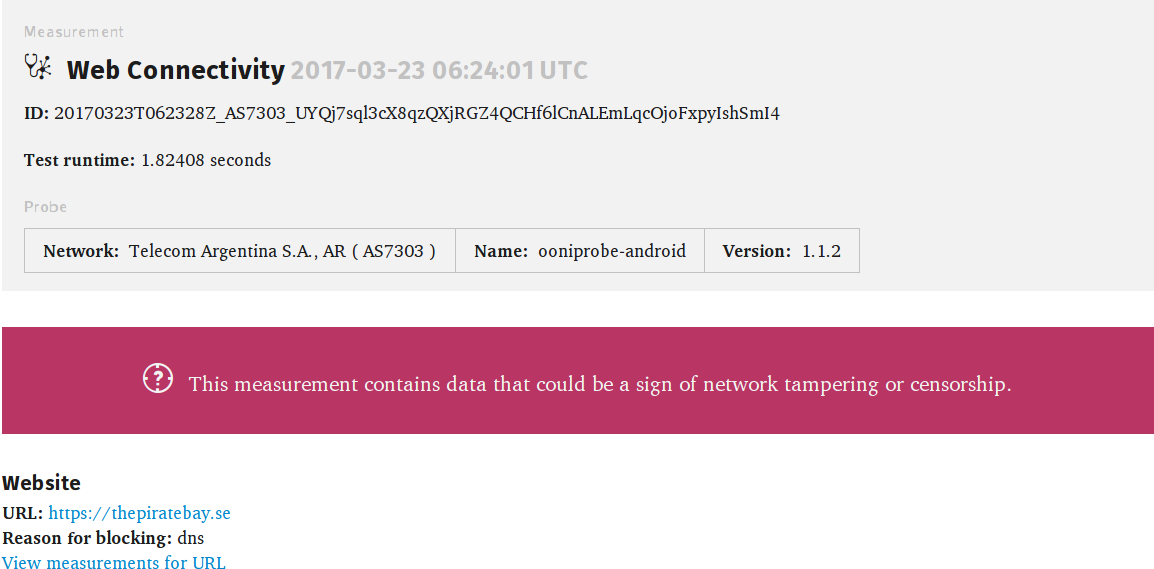 Measurement
Web Connectivity 2017-03-23 06:24:01 UTC
ID: 20170323T062328Z_AS7303_UYQj7sql3cX8qzQXjRGZ4QCHf6lCnALEmLqcOjoFxpyIshSmI4
Test runtime: 1.82408 seconds
Probe
Network: Telecom Argentina S.A., AR ( AS7303 ) Name: ooniprobe-android Version: 1.1.2
This measurement contains data that could be a sign of network tampering or censorship.
Website
URL: https://thepiratebay.se
Reason for blocking: dns
View measurements for URL